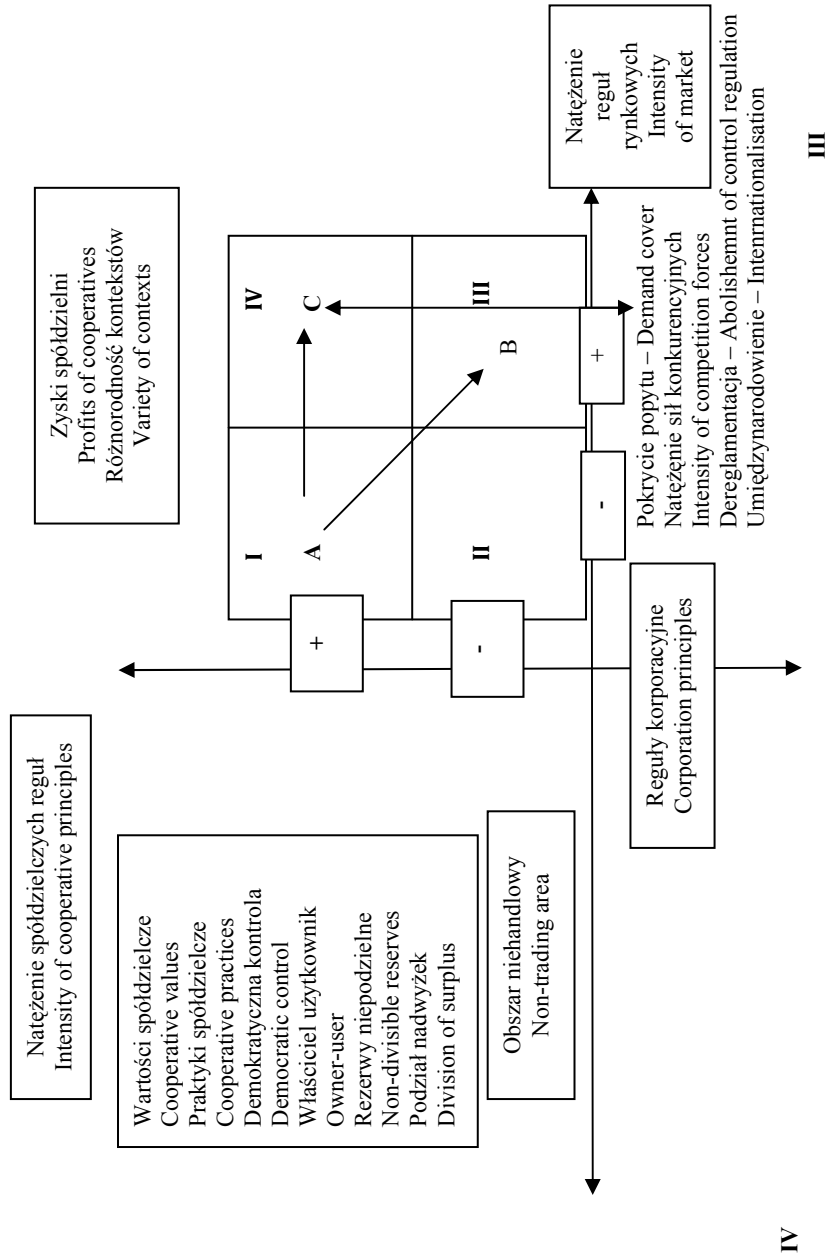 Natężenie spółdzielczych reguł
Intensity of cooperative principles
Zyski spółdzielni
Profits of cooperatives
Różnorodność kontekstów
Variety of contexts
Wartości spółdzielcze
Cooperative values
Praktyki spółdzielcze
Cooperative practices
Demokratyczna kontrola
Democratic control
Właściciel użytkownik
Owner-user
Rezerwy niepodzielne
Non-divisible reserves
Podział nadwyżek
Division of surplus
+
-
I
A
IV
C
II
III
B
Obszar niehandlowy
Non-trading area
-
+
Natężenie
reguł
rynkowych
Intensity
of market
Reguły korporacyjne
Corporation principles
Pokrycie popytu – Demand cover
Natężęnie sił konkurencyjnych
Intensity of competition forces
Dereglamentacja – Abolishemnt of control regulation
Umiędzynarodowienie – Intenrnationalisation
IV
III